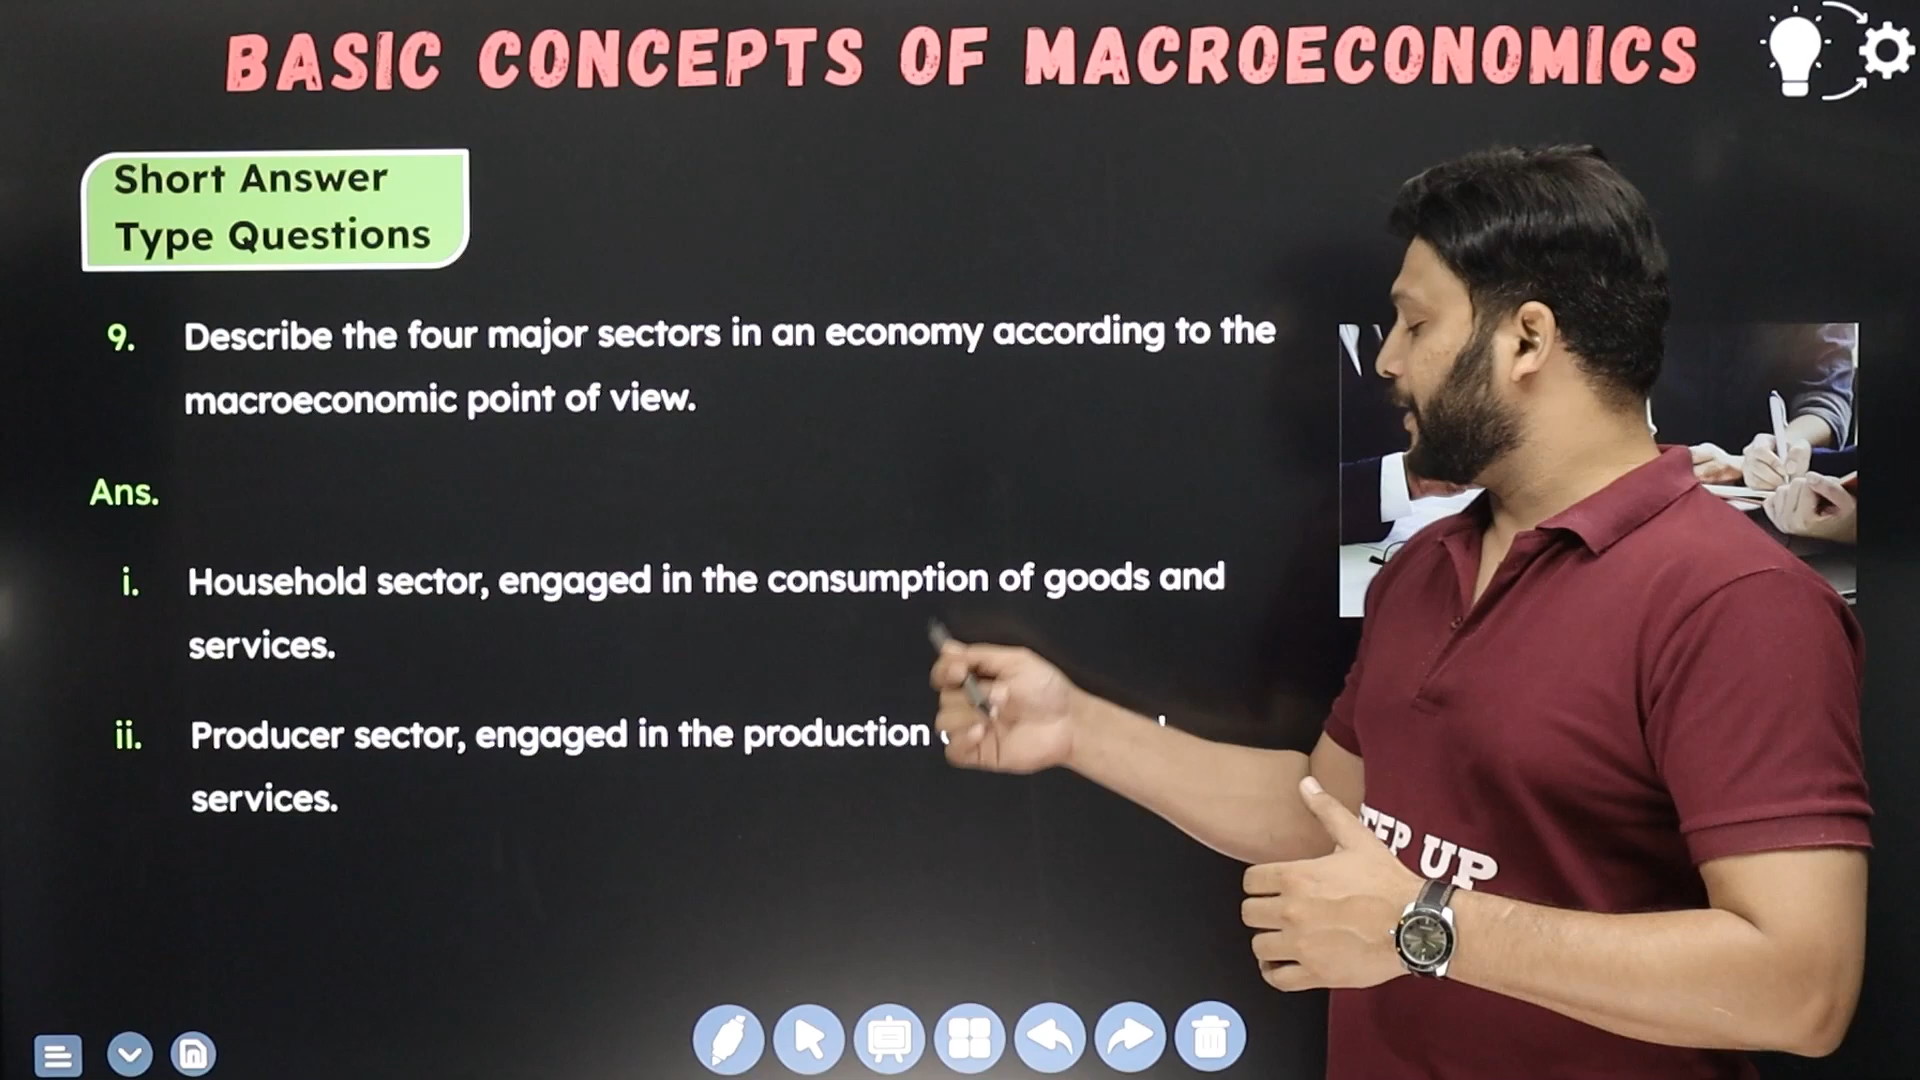 BASIC CONCEPTS OF MACROECONOMICS
Short Answer
Type Questions
9. Describe the four major sectors in an economy according to the
macroeconomic point of view.
Ans.
i. Household sector, engaged in the consumption of goods and
services.
ii. Producer sector, engaged in the production
services.
UP